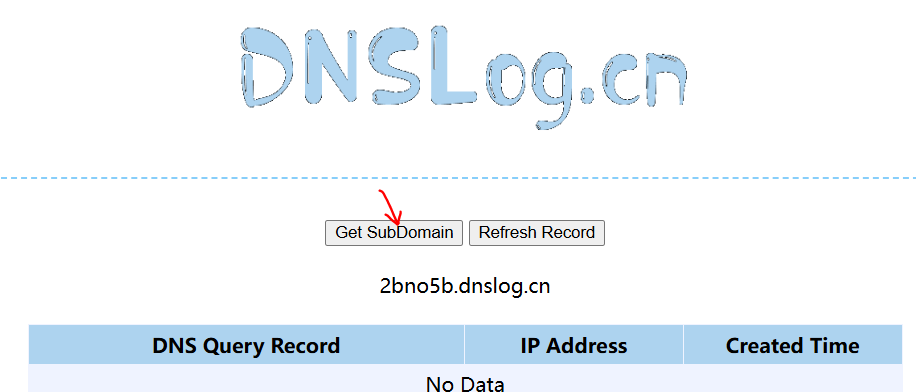 DNSLog.cn
Get SubDomain Refresh Record
2bno5b.dnslog.cn
DNS Query Record IP Address Created Time
No Data